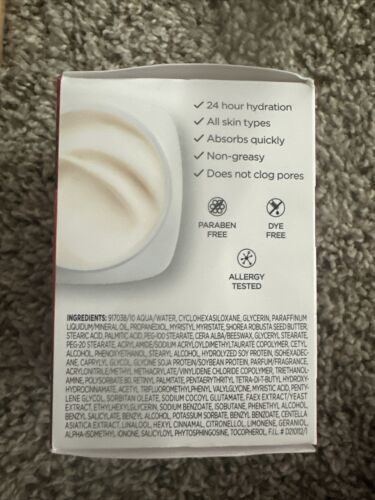 ✓ 24 hour hydration
✓ All skin types
✓ Absorbs quickly
✓ Non-greasy
✓ Does not clog pores
PARABEN
FREE
DYE
FREE
ALLERGY
TESTED
INGREDIENTS: 917038/10 AQUA/WATER, CYCLOHEXASILOXANE, GLYCERIN, PARAFFINUM
LIQUIDUM/MINERAL OIL, PROPANEDIOL, MYRISTYL MYRISTATE, SHOREA ROBUSTA SEED BUTTER,
STEARIC ACID, PALMITIC ACID, PEG-100 STEARATE, CERA ALBA/BEESWAX, GLYCERYL STEARATE,
PEG-20 STEARATE, ACRYLAMIDE/SODIUM ACRYLOYLDIMETHYLTAURATE COPOLYMER, CETYL
ALCOHOL, PHENOXYETHANOL, STEARYL ALCOHOL, HYDROLYZED SOY PROTEIN, ISOHEXADEC-
ANE, CAPRYLYL GLYCOL, GLYCINE SOJA PROTEIN/SOYBEAN PROTEIN, PARFUM/FRAGRANCE,
ACRYLONITRILE/METHYL METHACRYLATE/VINYLIDENE CHLORIDE COPOLYMER, TRIETHANOL-
AMINE, POLYSORBATE 80, RETINYL PALMITATE, PENTAERYTHRITYL TETRA-DI-T-BUTYL HYDROXY-
HYDROCINNAMATE, ACETYL TRIFLUOROMETHYLPHENYL VALYLGLYCINE, MYRISTIC ACID, PENTY-
LENE GLYCOL, SORBITAN OLEATE, SODIUM COCOYL GLUTAMATE, FAEX EXTRACT/YEAST
EXTRACT, ETHYLHEXYLGLYCERIN, SODIUM BENZOATE, ISOBUTANE, PHENETHYL ALCOHOL,
BENZYL SALICYLATE, BENZYL ALCOHOL, POTASSIUM SORBATE, BENZYL BENZOATE, CENTELLA
ASIATICA EXTRACT, LINALOOL, HEXYL CINNAMAL, CITRONELLOL, LIMONENE, GERANIOL,
ALPHA-ISOMETHYL IONONE, SALICYLOYL PHYTOSPHINGOSINE, TOCOPHEROL, F.I.L. # D210112/1